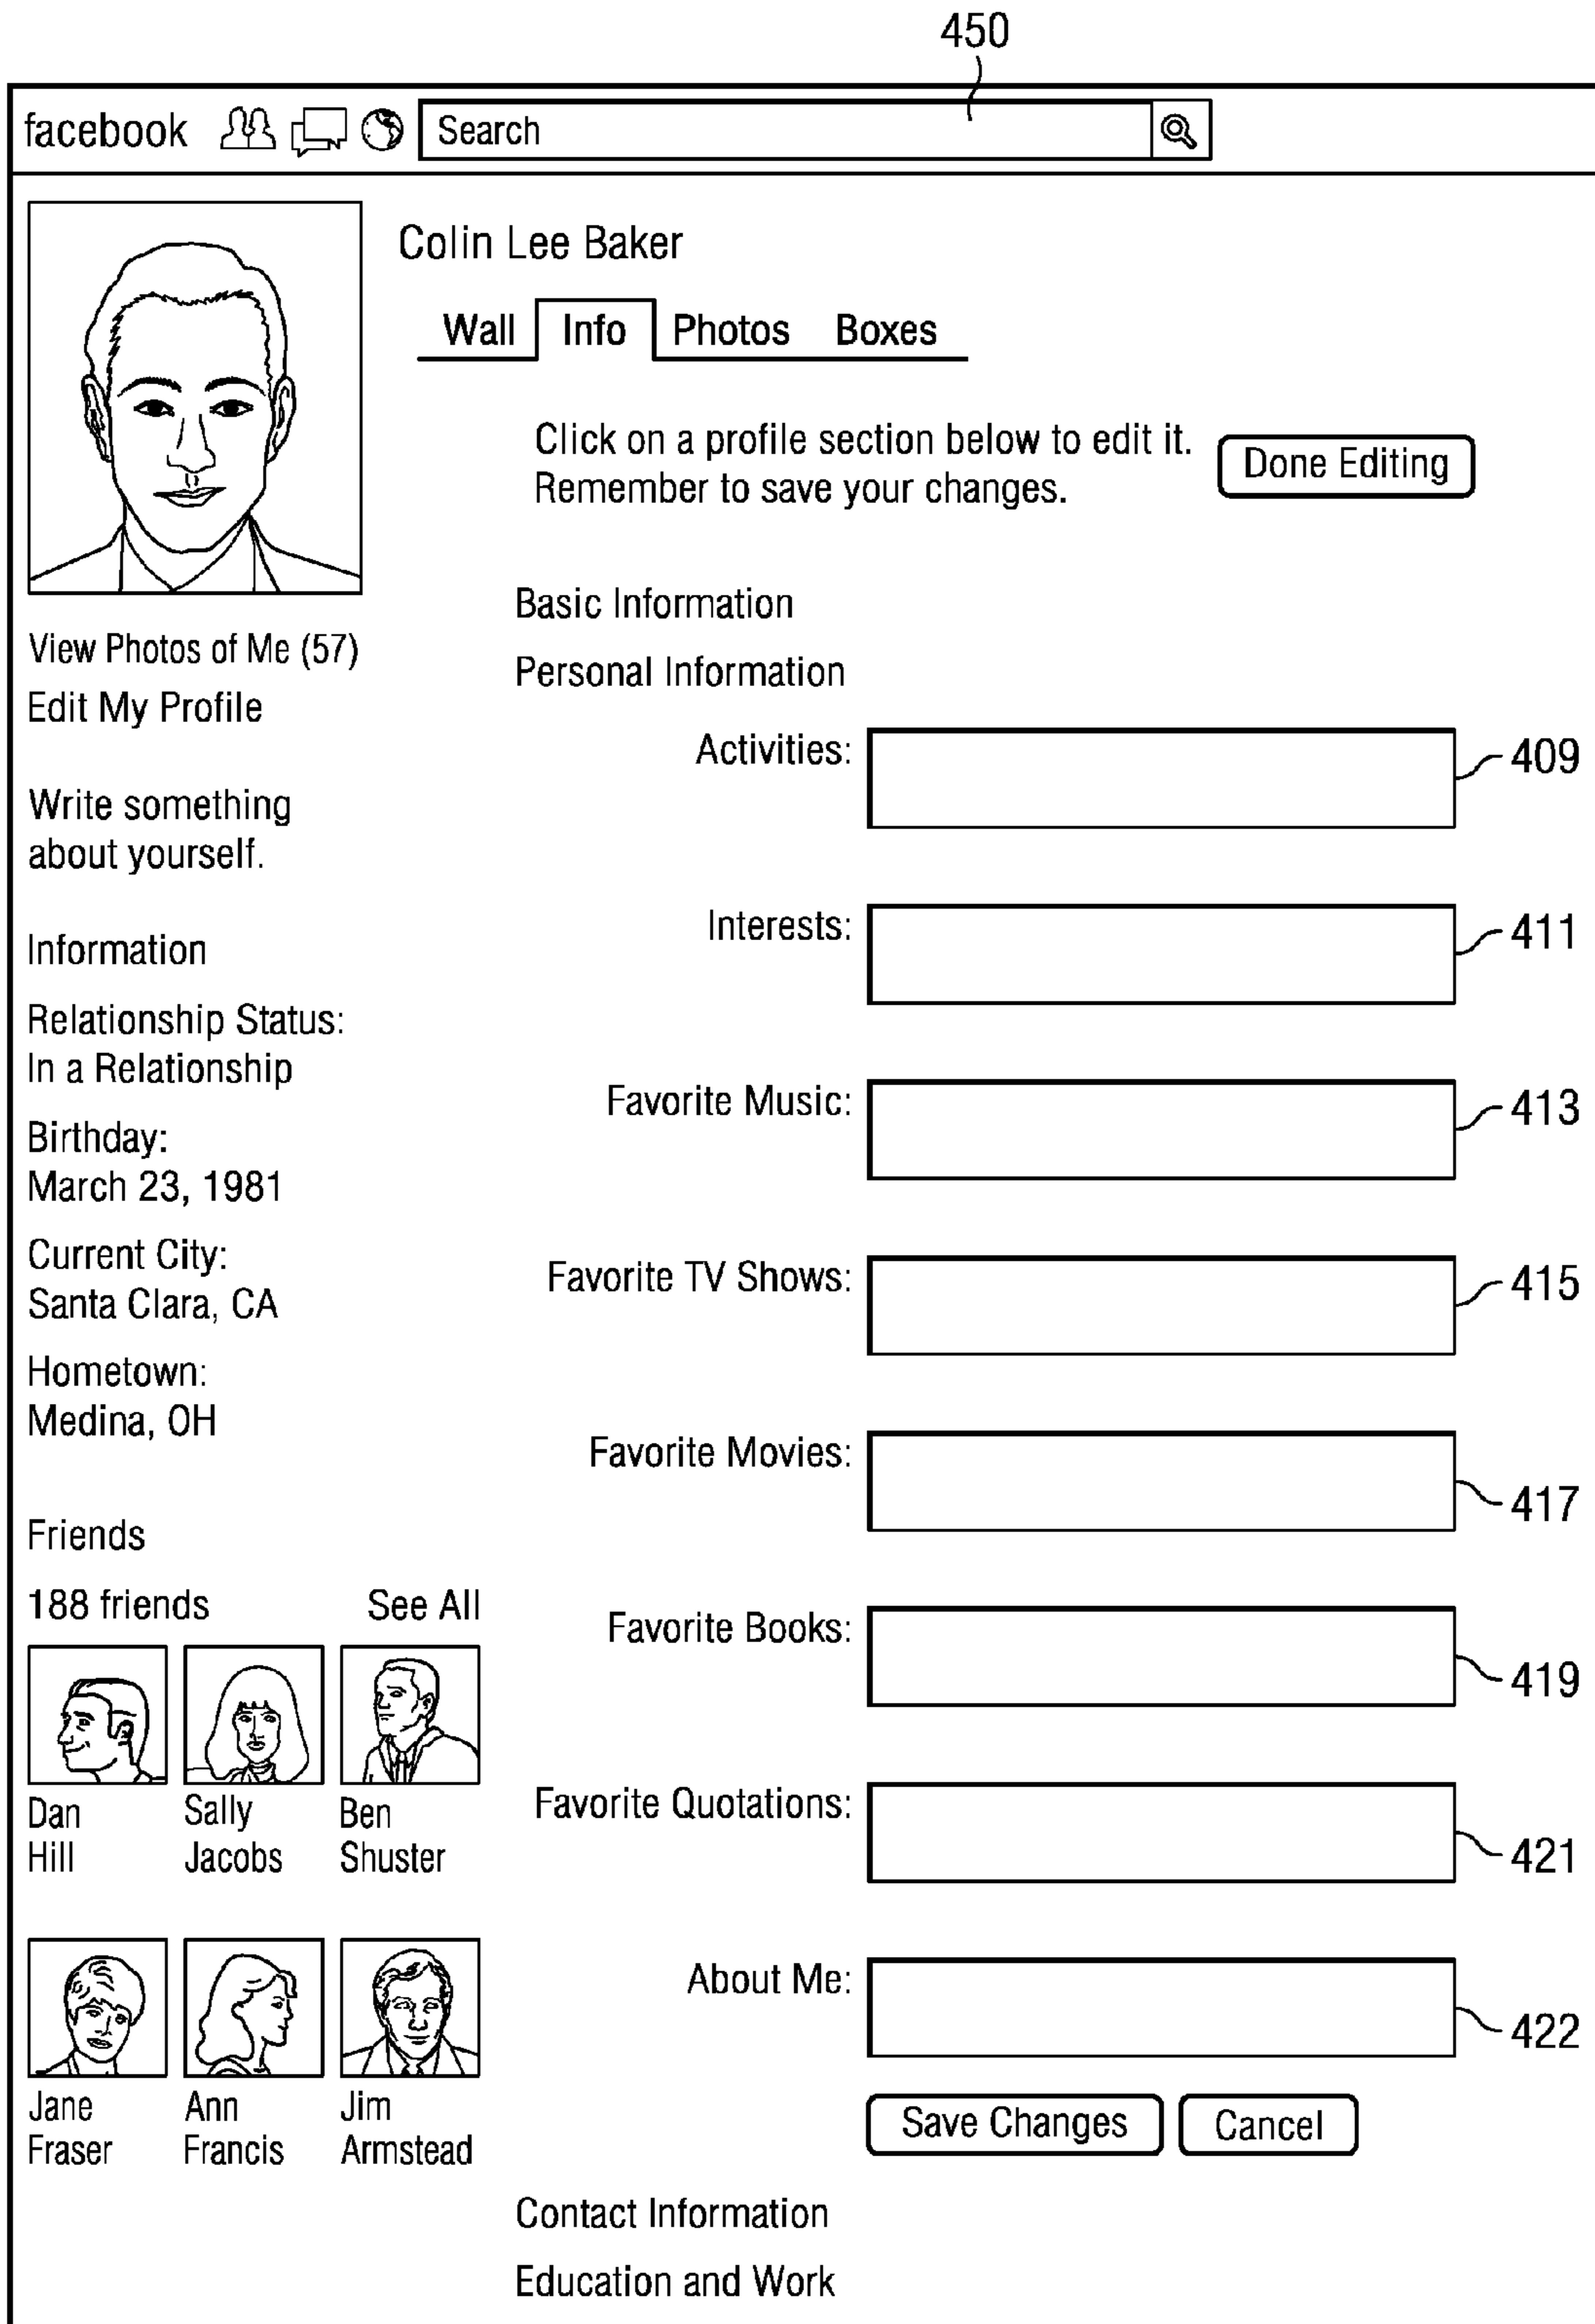 450
facebook
Search
Colin Lee Baker
Wall Info Photos Boxes
Click on a profile section below to edit it.
Remember to save your changes.
Done Editing
View Photos of Me (57)
Edit My Profile
Write something
about yourself.
Information
Relationship Status:
In a Relationship
Birthday:
March 23, 1981
Current City:
Santa Clara, CA
Hometown:
Medina, OH
Friends
188 friends See All
Dan
Hill
Sally
Jacobs
Ben
Shuster
Jane
Fraser
Ann
Francis
Jim
Armstead
Basic Information
Personal Information
Activities: 409
Interests: 411
Favorite Music: 413
Favorite TV Shows: 415
Favorite Movies: 417
Favorite Books: 419
Favorite Quotations: 421
About Me: 422
Save Changes Cancel
Contact Information
Education and Work